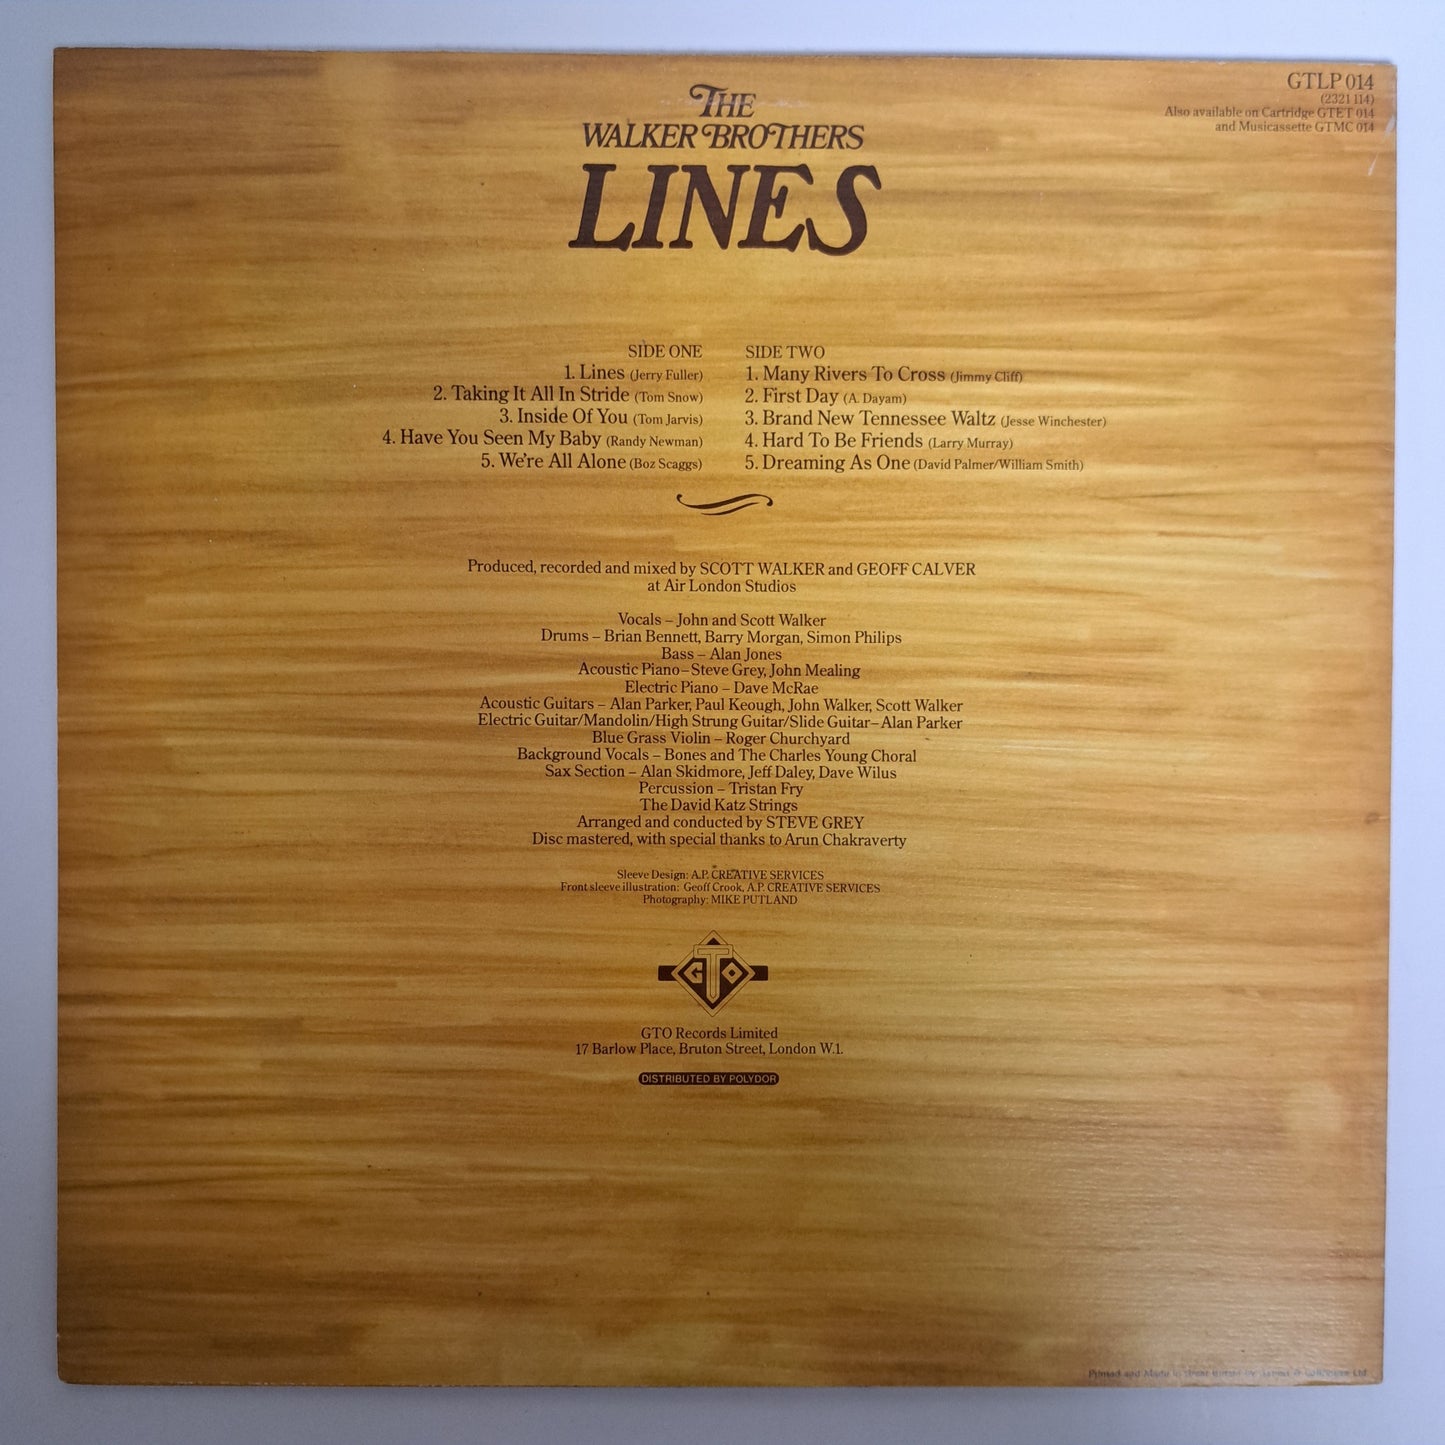 GTLP 014
(2321 114)
Also available on Cartridge GTET 014
and Musicassette GTMC 014
THE
WALKER BROTHERS
LINES
SIDE ONE
1. Lines (Jerry Fuller)
2. Taking It All In Stride (Tom Snow)
3. Inside Of You (Tom Jarvis)
4. Have You Seen My Baby (Randy Newman)
5. We're All Alone (Boz Scaggs)
SIDE TWO
1. Many Rivers To Cross (Jimmy Cliff)
2. First Day (A. Dayam)
3. Brand New Tennessee Waltz (Jesse Winchester)
4. Hard To Be Friends (Larry Murray)
5. Dreaming As One (David Palmer/William Smith)
Produced, recorded and mixed by SCOTT WALKER and GEOFF CALVER
at Air London Studios
Vocals – John and Scott Walker
Drums – Brian Bennett, Barry Morgan, Simon Philips
Bass – Alan Jones
Acoustic Piano – Steve Grey, John Mealing
Electric Piano – Dave McRae
Acoustic Guitars – Alan Parker, Paul Keough, John Walker, Scott Walker
Electric Guitar/Mandolin/High Strung Guitar/Slide Guitar – Alan Parker
Blue Grass Violin – Roger Churchyard
Background Vocals – Bones and The Charles Young Choral
Sax Section – Alan Skidmore, Jeff Daley, Dave Wilus
Percussion – Tristan Fry
The David Katz Strings
Arranged and conducted by STEVE GREY
Disc mastered, with special thanks to Arun Chakraverty
Sleeve Design: A.P. CREATIVE SERVICES
Front sleeve illustration: Geoff Crook, A.P. CREATIVE SERVICES
Photography: MIKE PUTLAND
GTO
GTO Records Limited
17 Barlow Place, Bruton Street, London W.1.
DISTRIBUTED BY POLYDOR
Printed and Made in Great Britain by